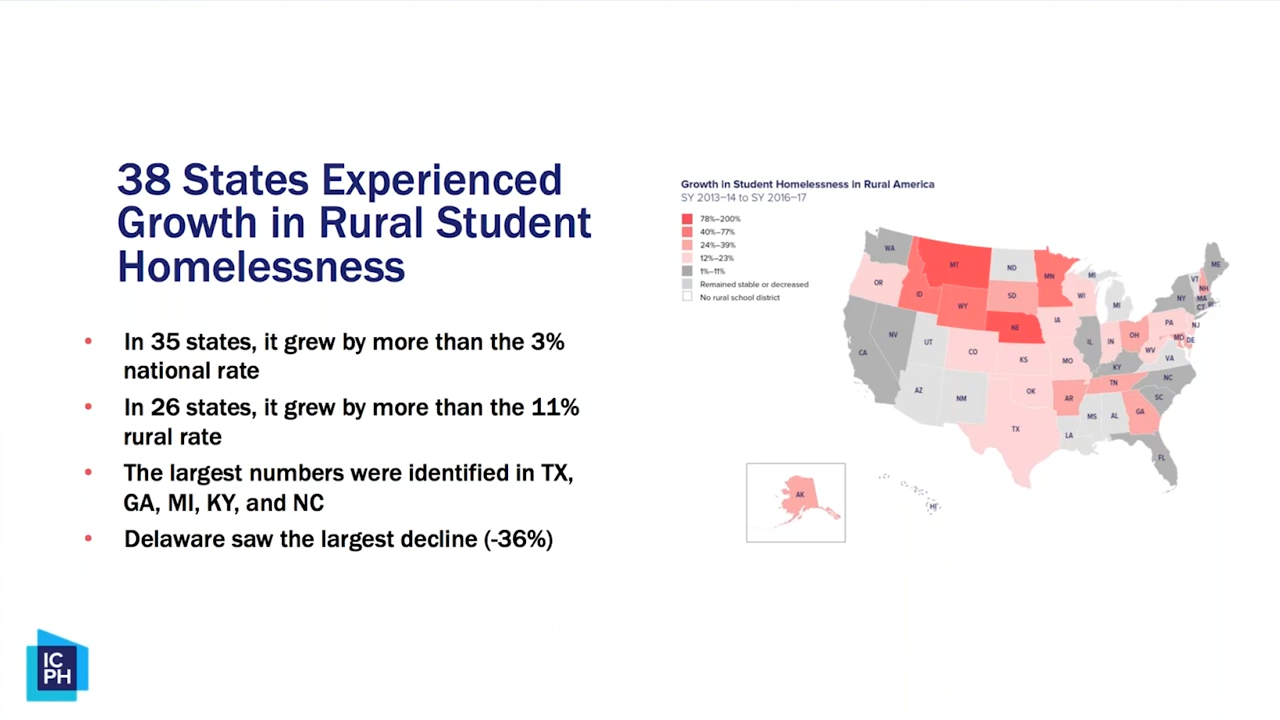 38 States Experienced
Growth in Rural Student
Homelessness
• In 35 states, it grew by more than the 3%
national rate
• In 26 states, it grew by more than the 11%
rural rate
• The largest numbers were identified in TX,
GA, MI, KY, and NC
• Delaware saw the largest decline (-36%)
IC
PH
Growth in Student Homelessness in Rural America
SY 2013–14 to SY 2016–17
78%–200%
40%–77%
24%–39%
12%–23%
1%–11%
Remained stable or decreased
No rural school district
WA
MT
ND
MN
MI
VT
ME
OR
ID
WY
SD
WI
MI
NY
NH
MA
CT
RI
NV
UT
NE
IA
PA
NJ
CA
CO
KS
MO
IL
IN
OH
WV
MD
DE
VA
KY
AZ
NM
OK
AR
TN
NC
SC
TX
LA
MS
AL
GA
FL
AK
HI